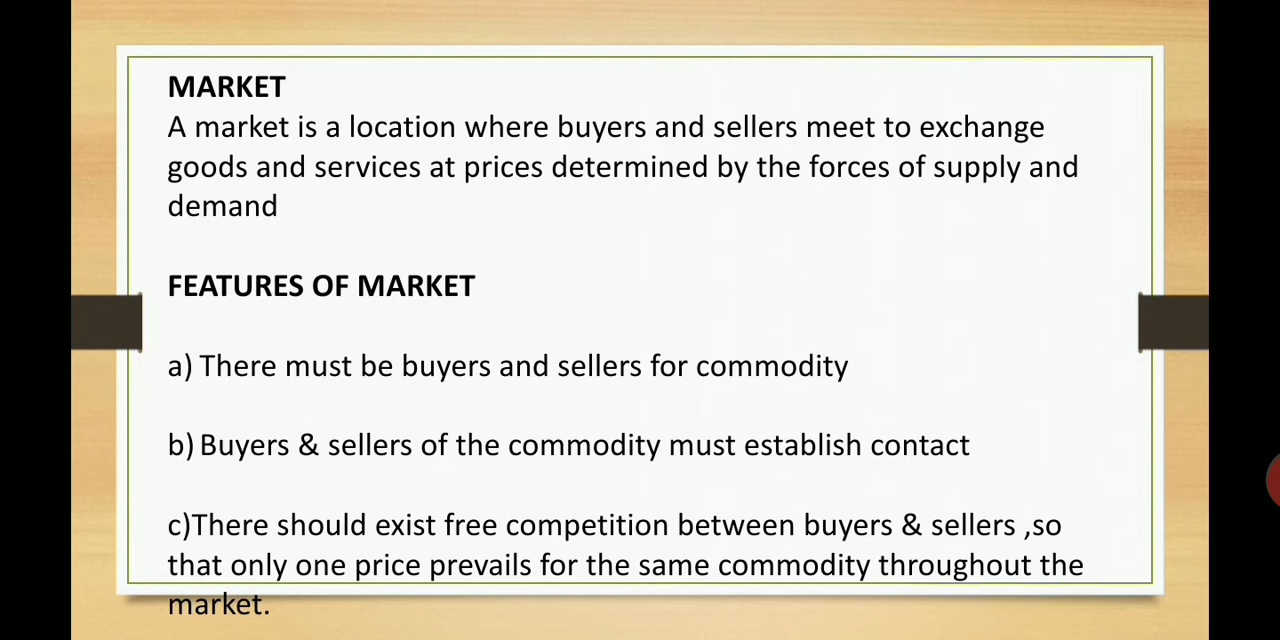 MARKET
A market is a location where buyers and sellers meet to exchange
goods and services at prices determined by the forces of supply and
demand
FEATURES OF MARKET
a) There must be buyers and sellers for commodity
b) Buyers & sellers of the commodity must establish contact
c)There should exist free competition between buyers & sellers ,so
that only one price prevails for the same commodity throughout the
market.